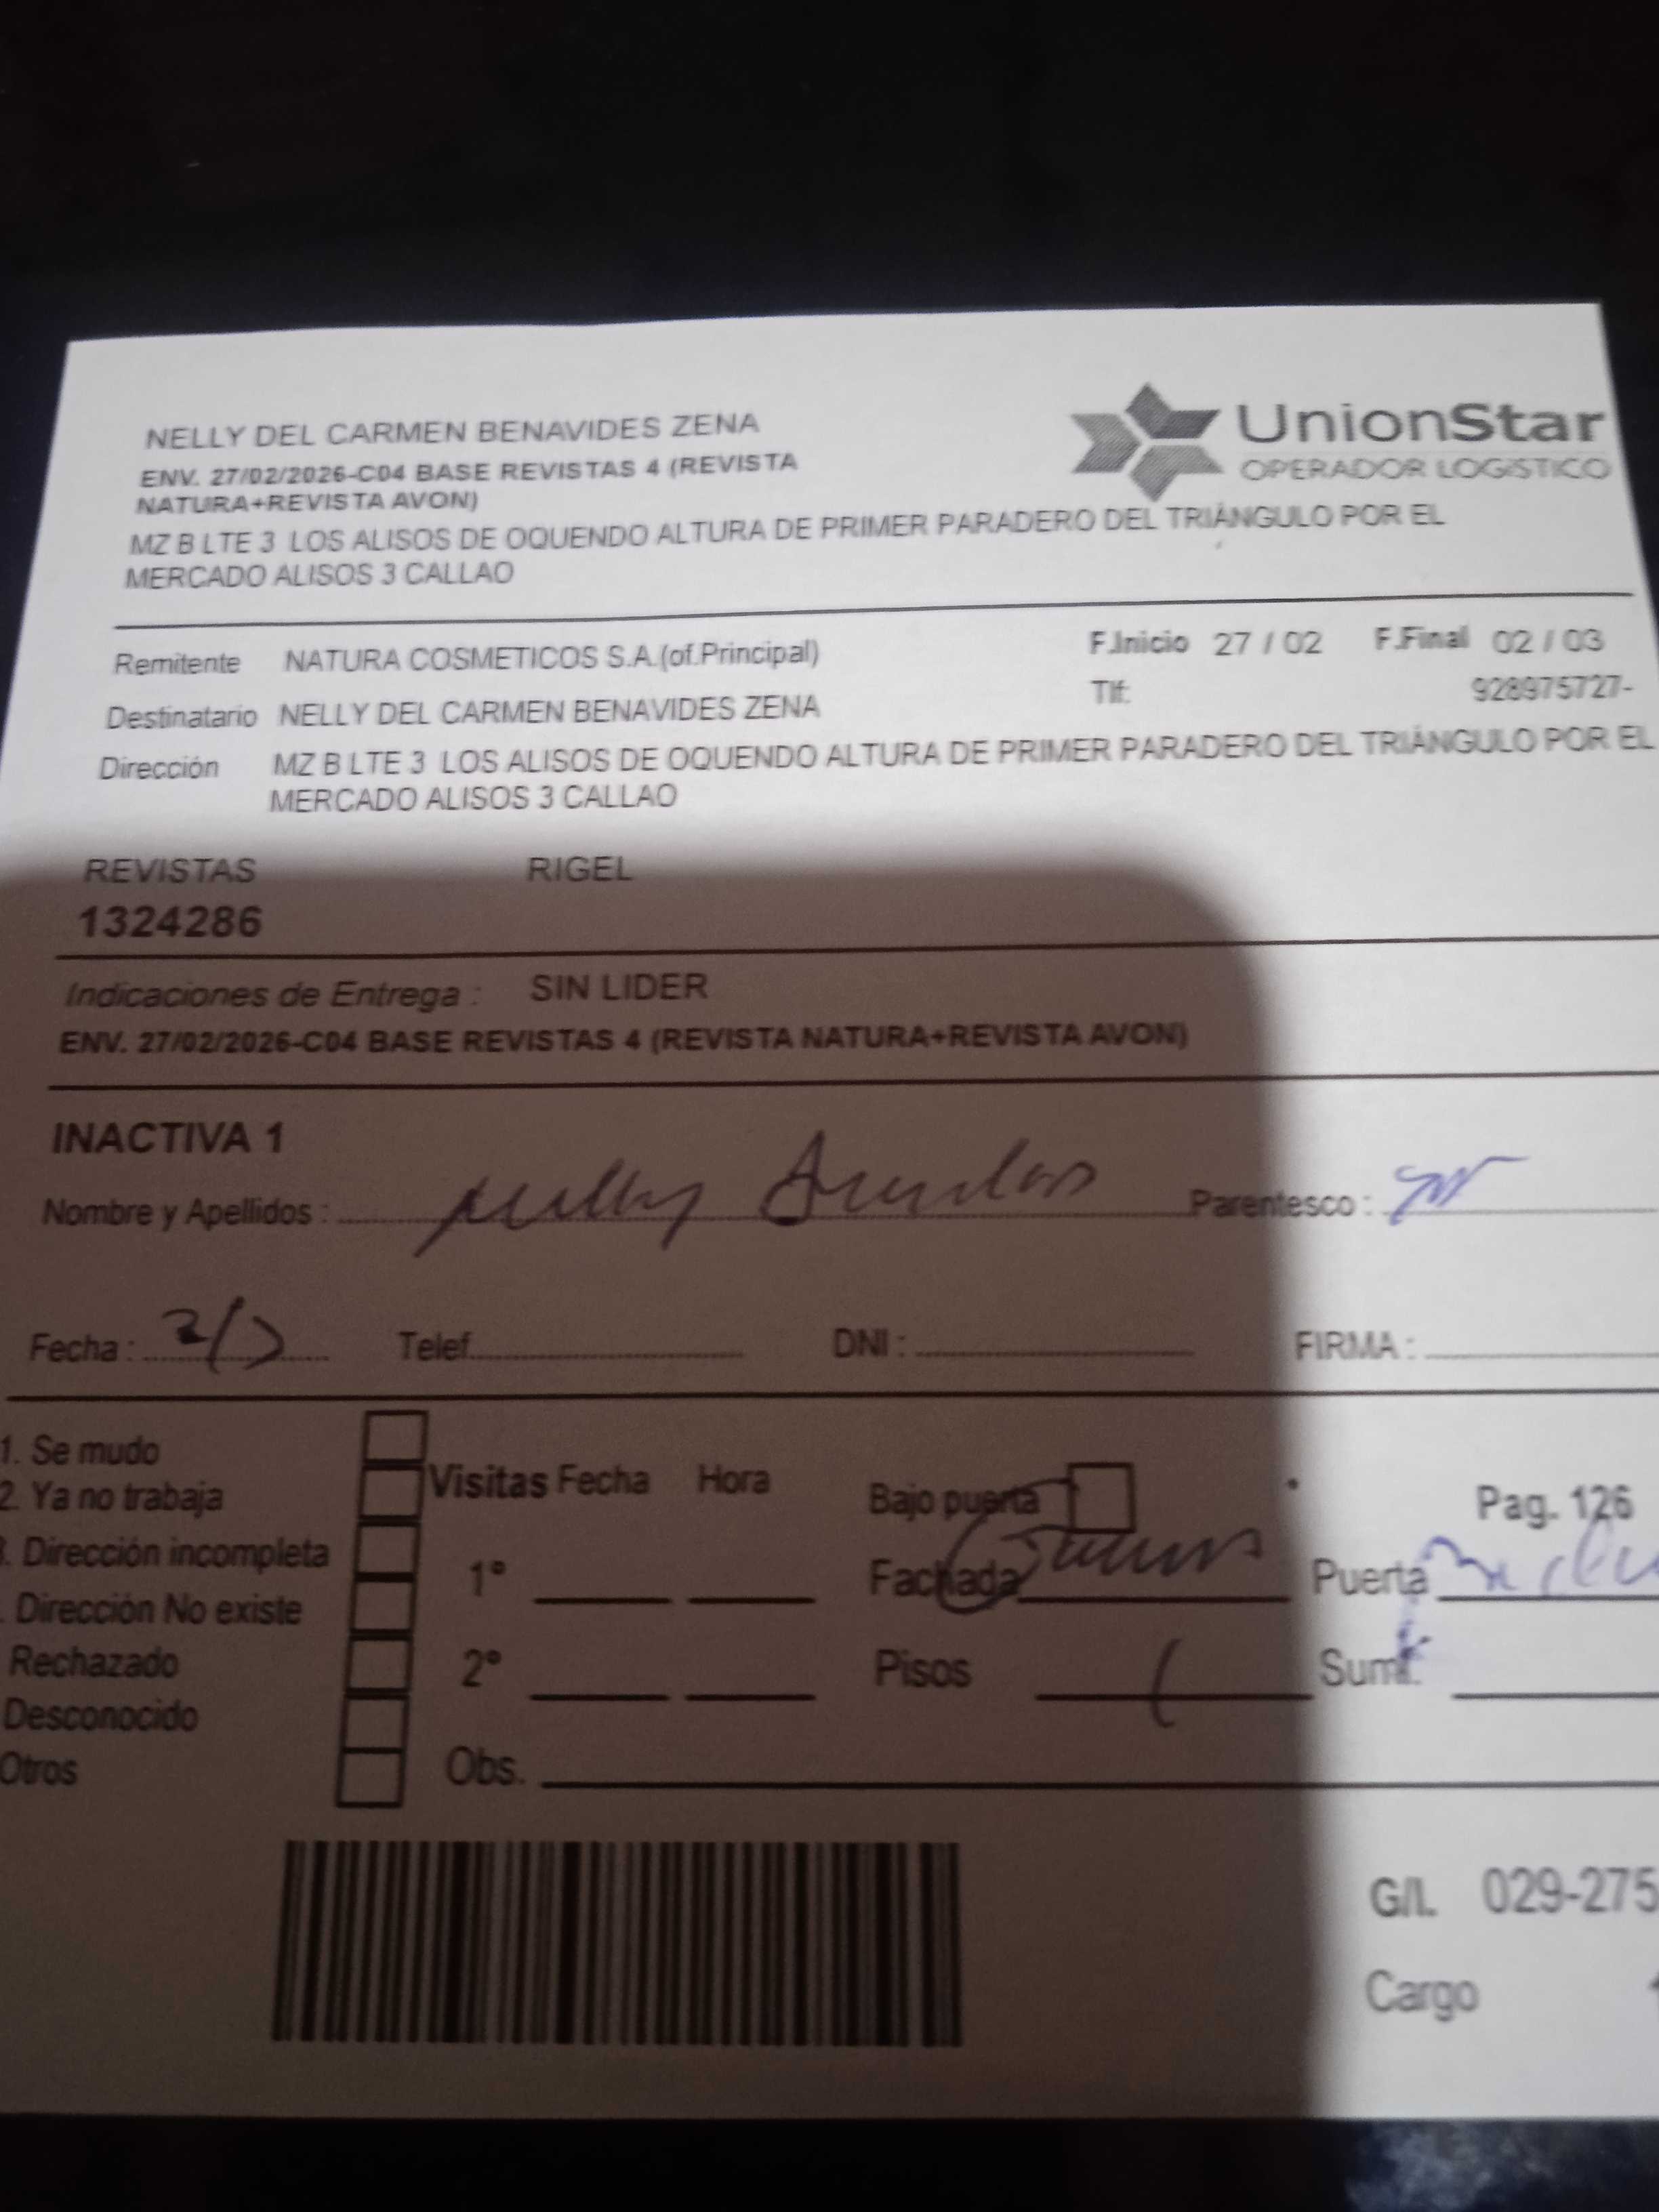 NELLY DEL CARMEN BENAVIDES ZENA
UnionStar
ENV. 27/02/2026-C04 BASE REVISTAS 4 (REVISTA
OPERADOR LOGÍSTICO
NATURA+REVISTA AVON)
MZ B LTE 3 LOS ALISOS DE OQUENDO ALTURA DE PRIMER PARADERO DEL TRIÁNGULO POR EL
MERCADO ALISOS 3 CALLAO
Remitente NATURA COSMETICOS S.A.(of.Principal) F.Inicio 27 / 02 F.Final 02 / 03
Destinatario NELLY DEL CARMEN BENAVIDES ZENA Tlf: 928975727-
Dirección MZ B LTE 3 LOS ALISOS DE OQUENDO ALTURA DE PRIMER PARADERO DEL TRIÁNGULO POR EL
MERCADO ALISOS 3 CALLAO
REVISTAS RIGEL
1324286
Indicaciones de Entrega : SIN LIDER
ENV. 27/02/2026-C04 BASE REVISTAS 4 (REVISTA NATURA+REVISTA AVON)
INACTIVA 1
Nombre y Apellidos : Nelly Parentesco :
Fecha : Telef. DNI : FIRMA :
1. Se mudo
2. Ya no trabaja
Visitas Fecha Hora
Bajo puerta
Pag. 126
. Dirección incompleta
1° Fachada Puerta
. Dirección No existe
Rechazado
2° Pisos Sumi.
Desconocido
Otros
Obs.
G/L 029-275
Cargo